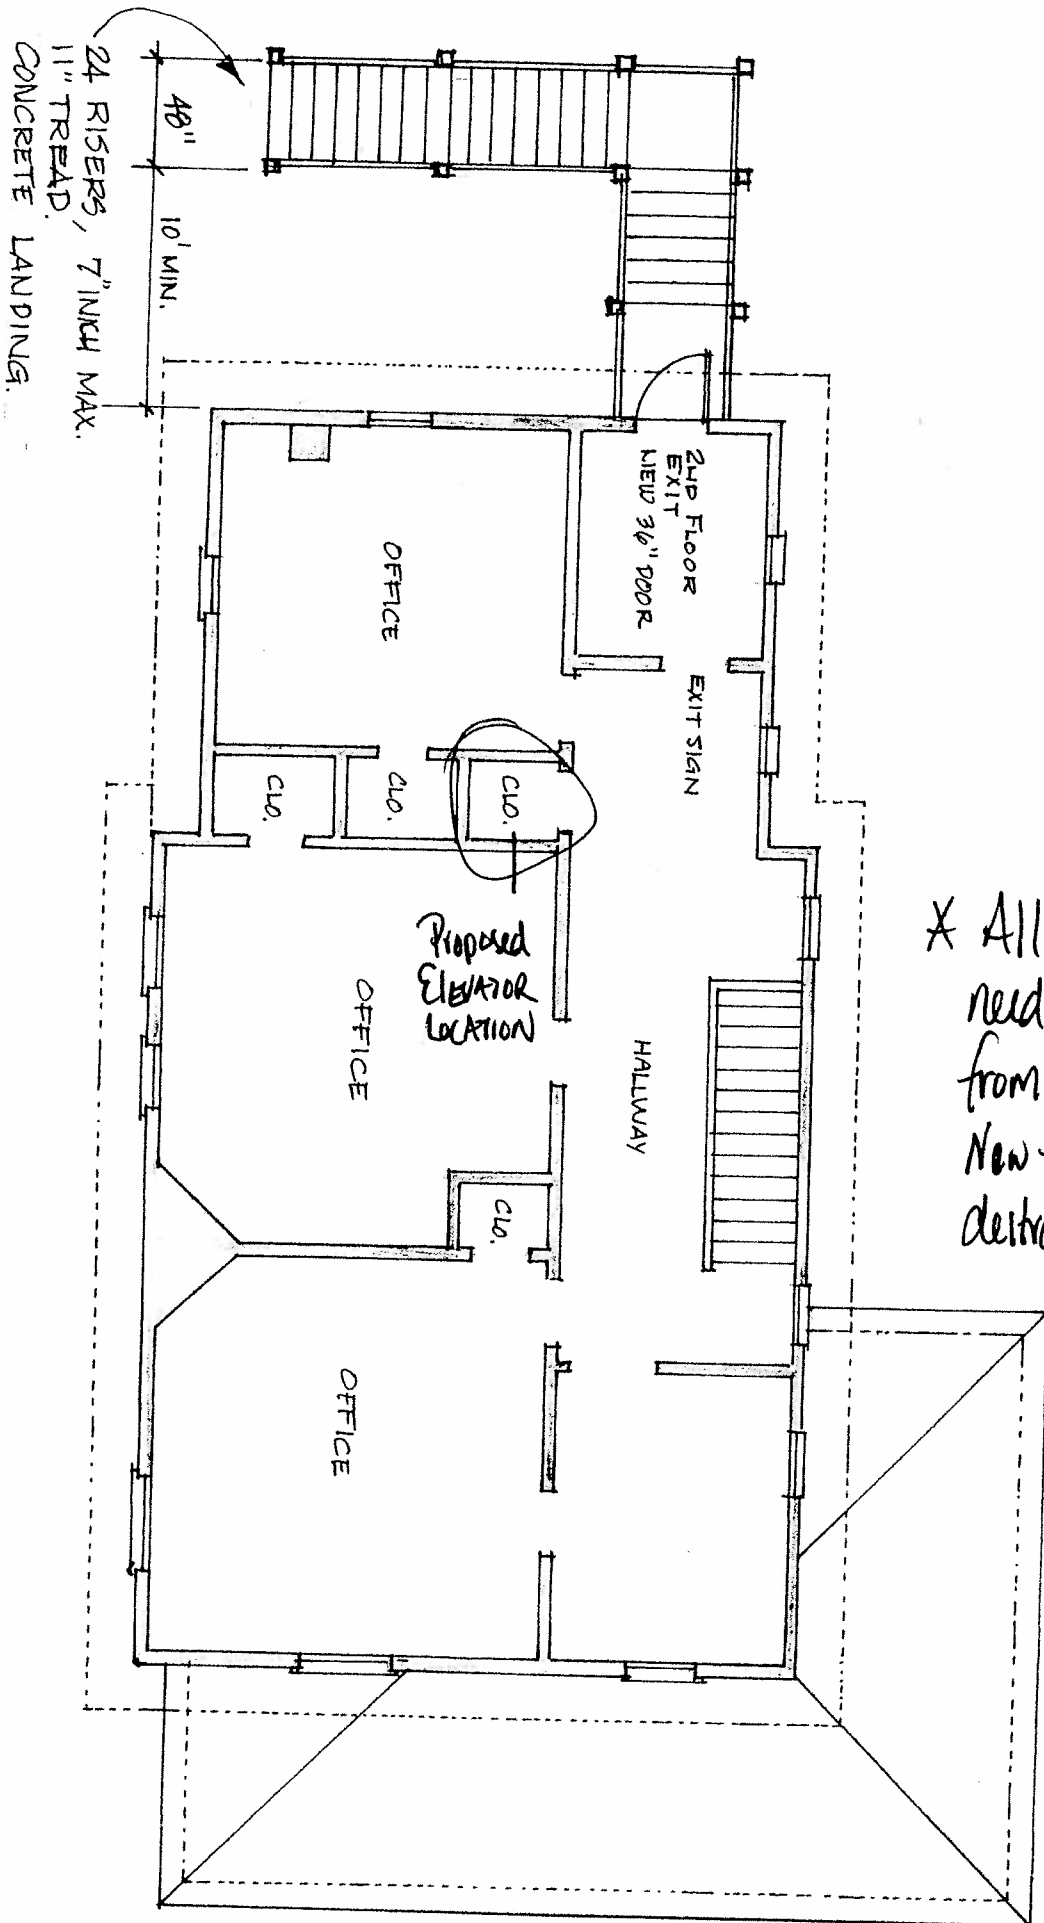 24 RISERS, 7"INCH MAX.
11" TREAD.
CONCRETE LANDING.
48"
10' MIN.
2ND FLOOR
EXIT
NEW 36" DOOR
EXIT SIGN
OFFICE
CLO.
CLO.
CLO.
Proposed
ELEVATOR
LOCATION
OFFICE
HALLWAY
CLO.
OFFICE
* All
need
from
New